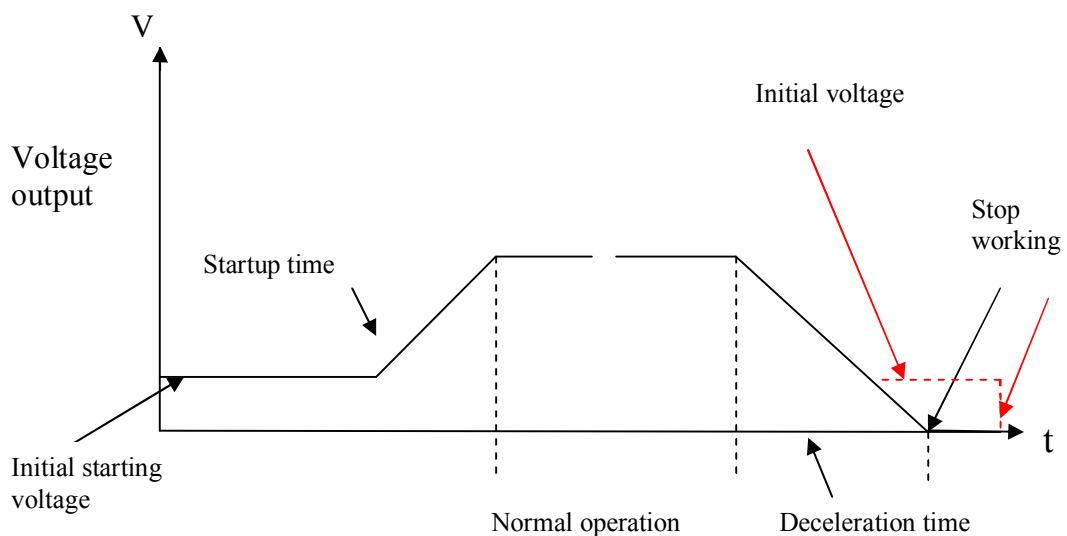 V
Initial voltage
Voltage
output
Stop
working
Startup time
t
Initial starting
voltage
Normal operation
Deceleration time